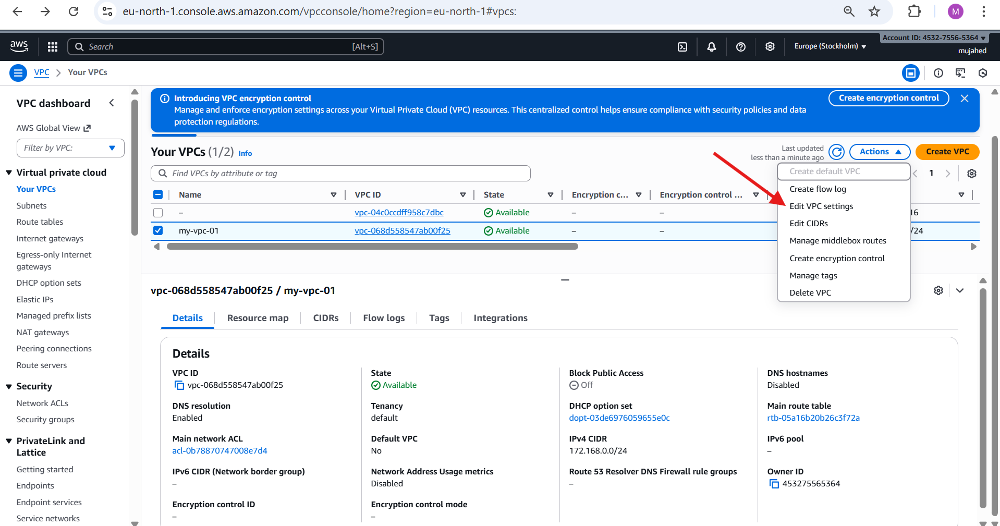 eu-north-1.console.aws.amazon.com/vpcconsole/home?region=eu-north-1#vpcs:
M
aws
Search
[Alt+S]
Europe (Stockholm)
Account ID: 4532-7556-5364
mujahed
VPC
Your VPCs
VPC dashboard
AWS Global View
Filter by VPC:
Virtual private cloud
Your VPCs
Subnets
Route tables
Internet gateways
Egress-only Internet
gateways
DHCP option sets
Elastic IPs
Managed prefix lists
NAT gateways
Peering connections
Route servers
Security
Network ACLs
Security groups
PrivateLink and
Lattice
Getting started
Endpoints
Endpoint services
Service networks
Introducing VPC encryption control
Manage and enforce encryption settings across your Virtual Private Cloud (VPC) resources. This centralized control helps ensure compliance with security policies and data
protection regulations.
Create encryption control
Your VPCs (1/2) Info
Last updated
less than a minute ago
Actions
Create VPC
Find VPCs by attribute or tag
1
Create default VPC
Create flow log
Edit VPC settings
Edit CIDRs
Manage middlebox routes
Create encryption control
Manage tags
Delete VPC
Name VPC ID State Encryption c... Encryption control ...
– vpc-04c0ccdff958c7dbc Available – – 16
my-vpc-01 vpc-068d558547ab00f25 Available – – /24
vpc-068d558547ab00f25 / my-vpc-01
Details Resource map CIDRs Flow logs Tags Integrations
Details
VPC ID
vpc-068d558547ab00f25
State
Available
Block Public Access
Off
DNS hostnames
Disabled
DNS resolution
Enabled
Tenancy
default
DHCP option set
dopt-03de6976059655e0c
Main route table
rtb-05a16b20b26c3f72a
Main network ACL
acl-0b78870747008e7d4
Default VPC
No
IPv4 CIDR
172.168.0.0/24
IPv6 pool
–
IPv6 CIDR (Network border group)
–
Network Address Usage metrics
Disabled
Route 53 Resolver DNS Firewall rule groups
–
Owner ID
453275565364
Encryption control ID
–
Encryption control mode
–